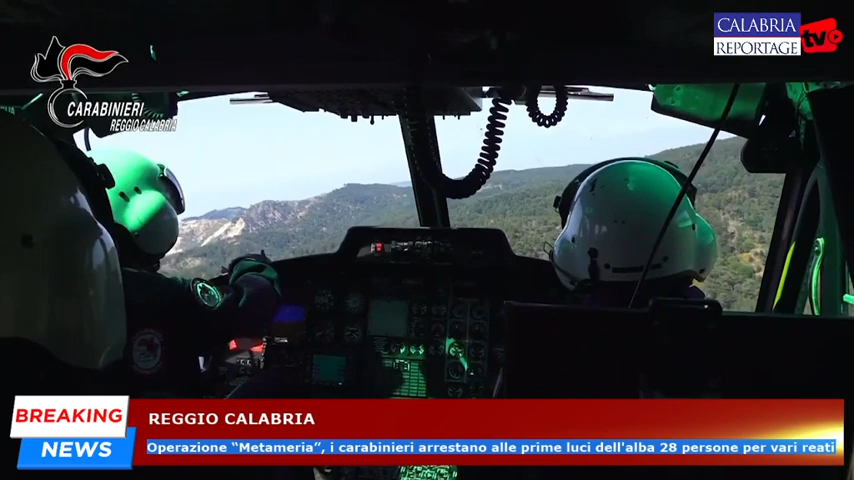 CALABRIA
REPORTAGE
tv
CARABINIERI
REGGIO CALABRIA
BREAKING
NEWS
REGGIO CALABRIA
Operazione “Metameria”, i carabinieri arrestano alle prime luci dell'alba 28 persone per vari reati